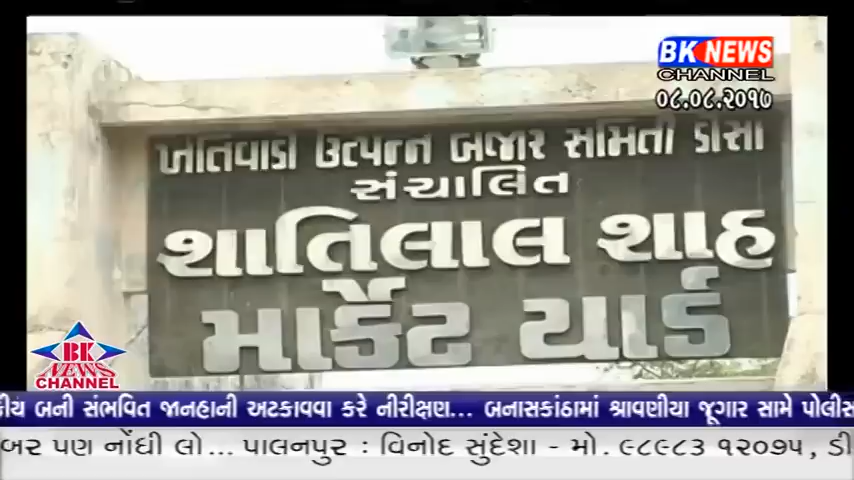 BK NEWS
CHANNEL
૦૮.૦૮.૨૦૧૭
ખેતિવાડી ઉત્પન્ન બજાર સમિતી ડીસા
સંચાલિત
શાતિલાલ શાહ
માર્કેટ યાર્ડ
BK
NEWS
CHANNEL
કીય બની સંભવિત જાનહાની અટકાવવા કરે નીરીક્ષણ... બનાસકાંઠામાં શ્રાવણીયા જૂગાર સામે પોલીસ
બર પણ નોંધી લો... પાલનપુર : વિનોદ સુંદેશા - મો. ૯૮૯૮૩ ૧૨૦૭૫, ડી